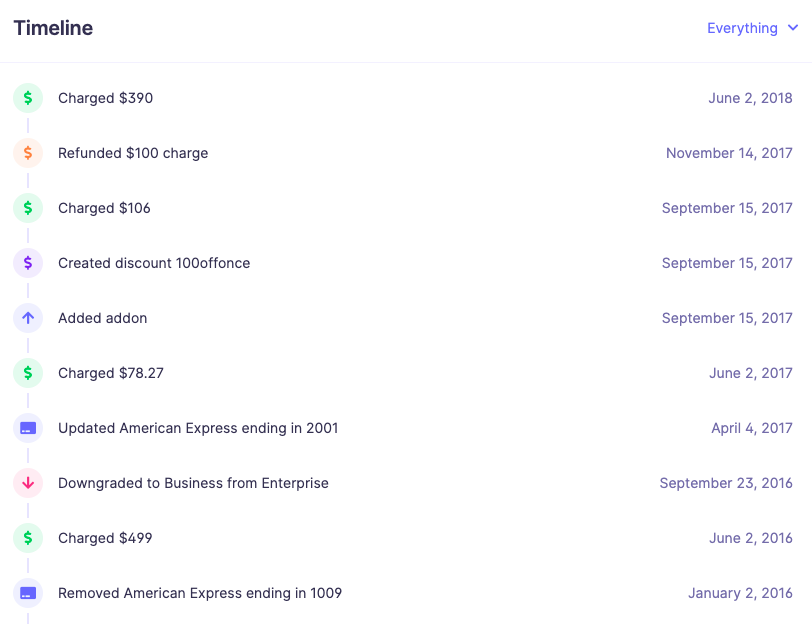 Timeline
Everything
Charged $390 June 2, 2018
Refunded $100 charge November 14, 2017
Charged $106 September 15, 2017
Created discount 100offonce September 15, 2017
Added addon September 15, 2017
Charged $78.27 June 2, 2017
Updated American Express ending in 2001 April 4, 2017
Downgraded to Business from Enterprise September 23, 2016
Charged $499 June 2, 2016
Removed American Express ending in 1009 January 2, 2016